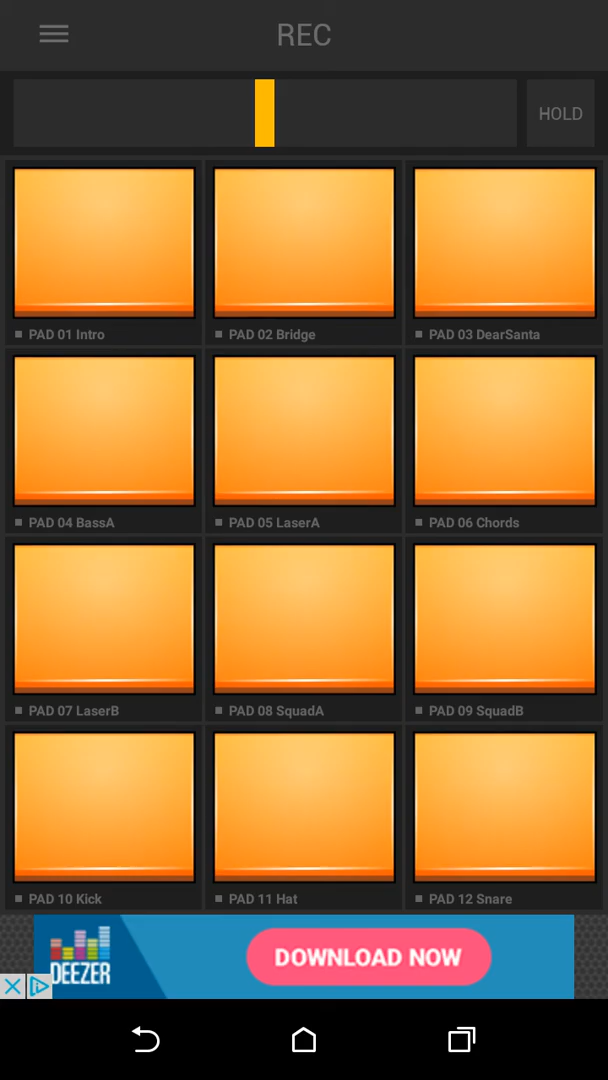 REC
HOLD
PAD 01 Intro
PAD 02 Bridge
PAD 03 DearSanta
PAD 04 BassA
PAD 05 LaserA
PAD 06 Chords
PAD 07 LaserB
PAD 08 SquadA
PAD 09 SquadB
PAD 10 Kick
PAD 11 Hat
PAD 12 Snare
DEEZER
DOWNLOAD NOW